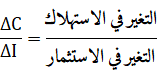 ΔC/ΔI = التغير في الاستهلاك / التغير في الاستثمار